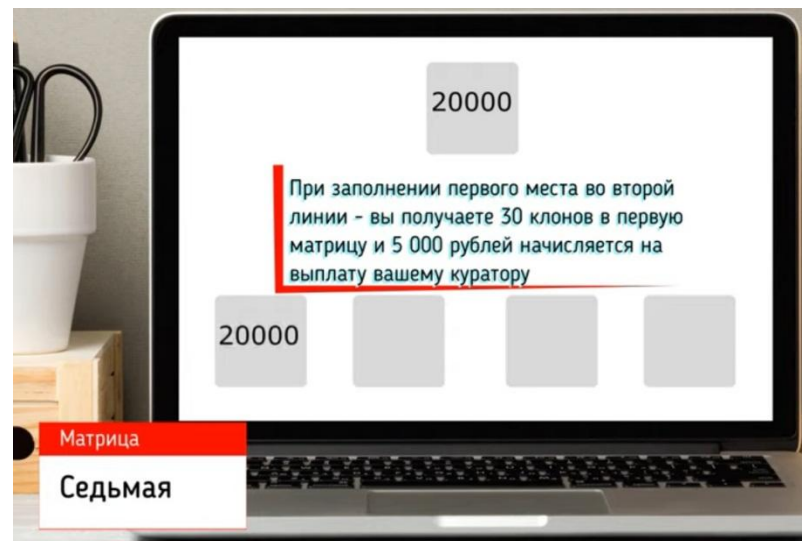 20000
При заполнении первого места во второй
линии - вы получаете 30 клонов в первую
матрицу и 5 000 рублей начисляется на
выплату вашему куратору
20000
Матрица
Седьмая